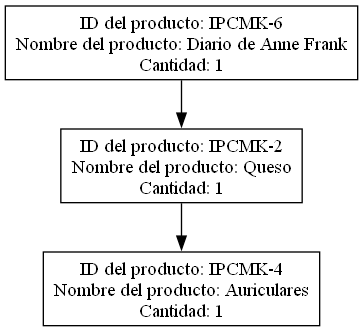 ID del producto: IPCMK-6
Nombre del producto: Diario de Anne Frank
Cantidad: 1
ID del producto: IPCMK-2
Nombre del producto: Queso
Cantidad: 1
ID del producto: IPCMK-4
Nombre del producto: Auriculares
Cantidad: 1